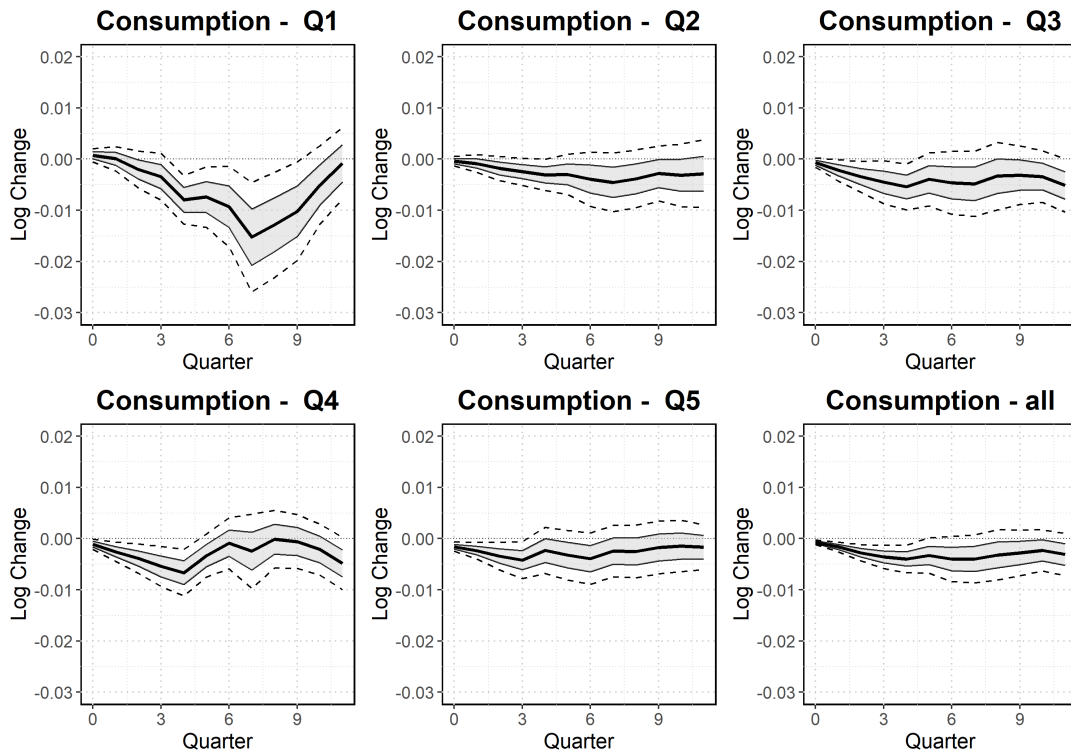 Consumption -  Q1
Consumption -  Q2
Consumption -  Q3
0.02
0.01
0.00
-0.01
-0.02
-0.03
Log Change
0 3 6 9
Quarter
0.02
0.01
0.00
-0.01
-0.02
-0.03
Log Change
0 3 6 9
Quarter
0.02
0.01
0.00
-0.01
-0.02
-0.03
Log Change
0 3 6 9
Quarter
Consumption -  Q4
Consumption -  Q5
Consumption - all
0.02
0.01
0.00
-0.01
-0.02
-0.03
Log Change
0 3 6 9
Quarter
0.02
0.01
0.00
-0.01
-0.02
-0.03
Log Change
0 3 6 9
Quarter
0.02
0.01
0.00
-0.01
-0.02
-0.03
Log Change
0 3 6 9
Quarter